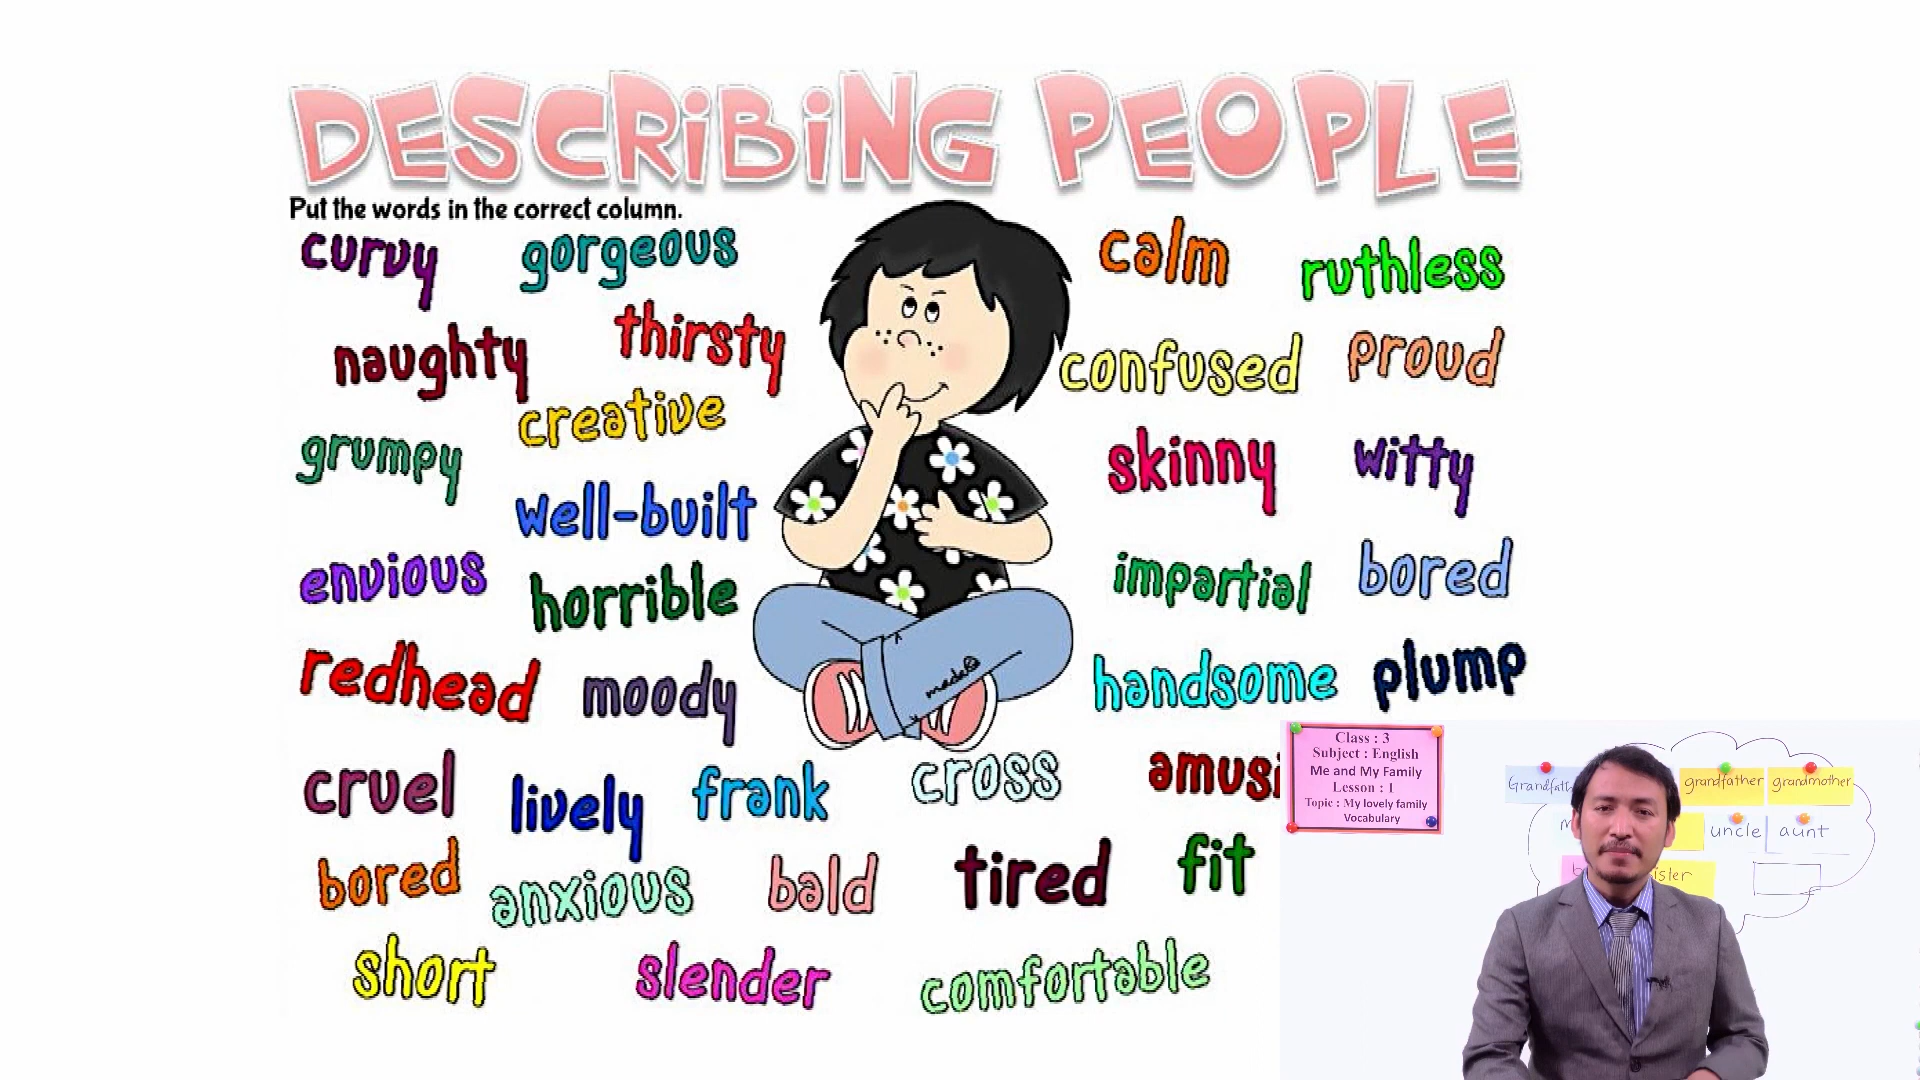 DESCRiBiNG PEOPLE
Put the words in the correct column.
curvy gorgeous calm ruthless
naughty thirsty confused proud
grumpy creative skinny witty
well-built
envious horrible impartial bored
redhead moody handsome plump
cruel lively frank cross amusi
bored anxious bald tired fit
short slender comfortable
Class : 3
Subject : English
Me and My Family
Lesson : 1
Topic : My lovely family
Vocabulary
Grandfath grandfather grandmother
uncle aunt